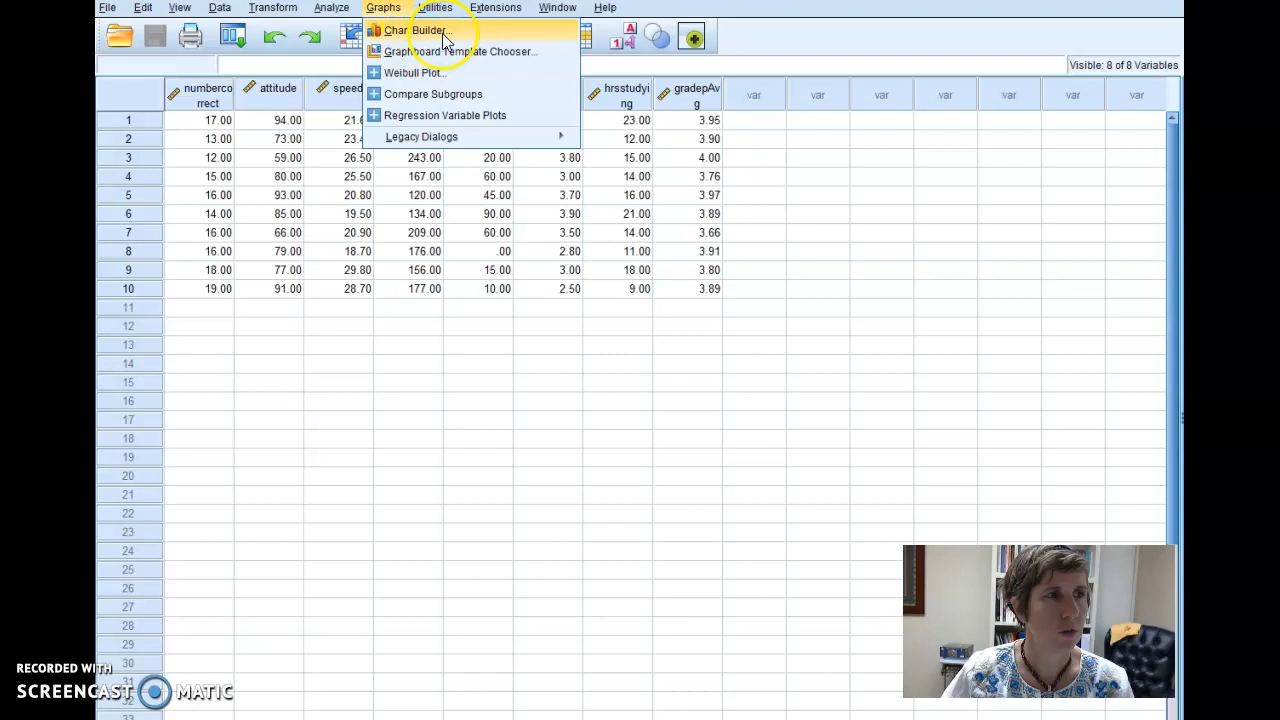 File Edit View Data Transform Analyze Graphs Utilities Extensions Window Help
Chart Builder...
Graphboard Template Chooser...
Weibull Plot...
Compare Subgroups
Regression Variable Plots
Legacy Dialogs
Visible: 8 of 8 Variables
numberco
rrect
attitude
speed
hrsstudyi
ng
gradepAv
g
var var var var var var var
1 17.00 94.00 23.00 3.95
2 13.00 73.00 12.00 3.90
3 12.00 59.00 26.50 243.00 20.00 3.80 15.00 4.00
4 15.00 80.00 25.50 167.00 60.00 3.00 14.00 3.76
5 16.00 93.00 20.80 120.00 45.00 3.70 16.00 3.97
6 14.00 85.00 19.50 134.00 90.00 3.90 21.00 3.89
7 16.00 66.00 20.90 209.00 60.00 3.50 14.00 3.66
8 16.00 79.00 18.70 176.00 .00 2.80 11.00 3.91
9 18.00 77.00 29.80 156.00 15.00 3.00 18.00 3.80
10 19.00 91.00 28.70 177.00 10.00 2.50 9.00 3.89
11
12
13
14
15
16
17
18
19
20
21
22
23
24
25
26
27
28
29
30
31
32
33
RECORDED WITH
SCREENCAST MATIC